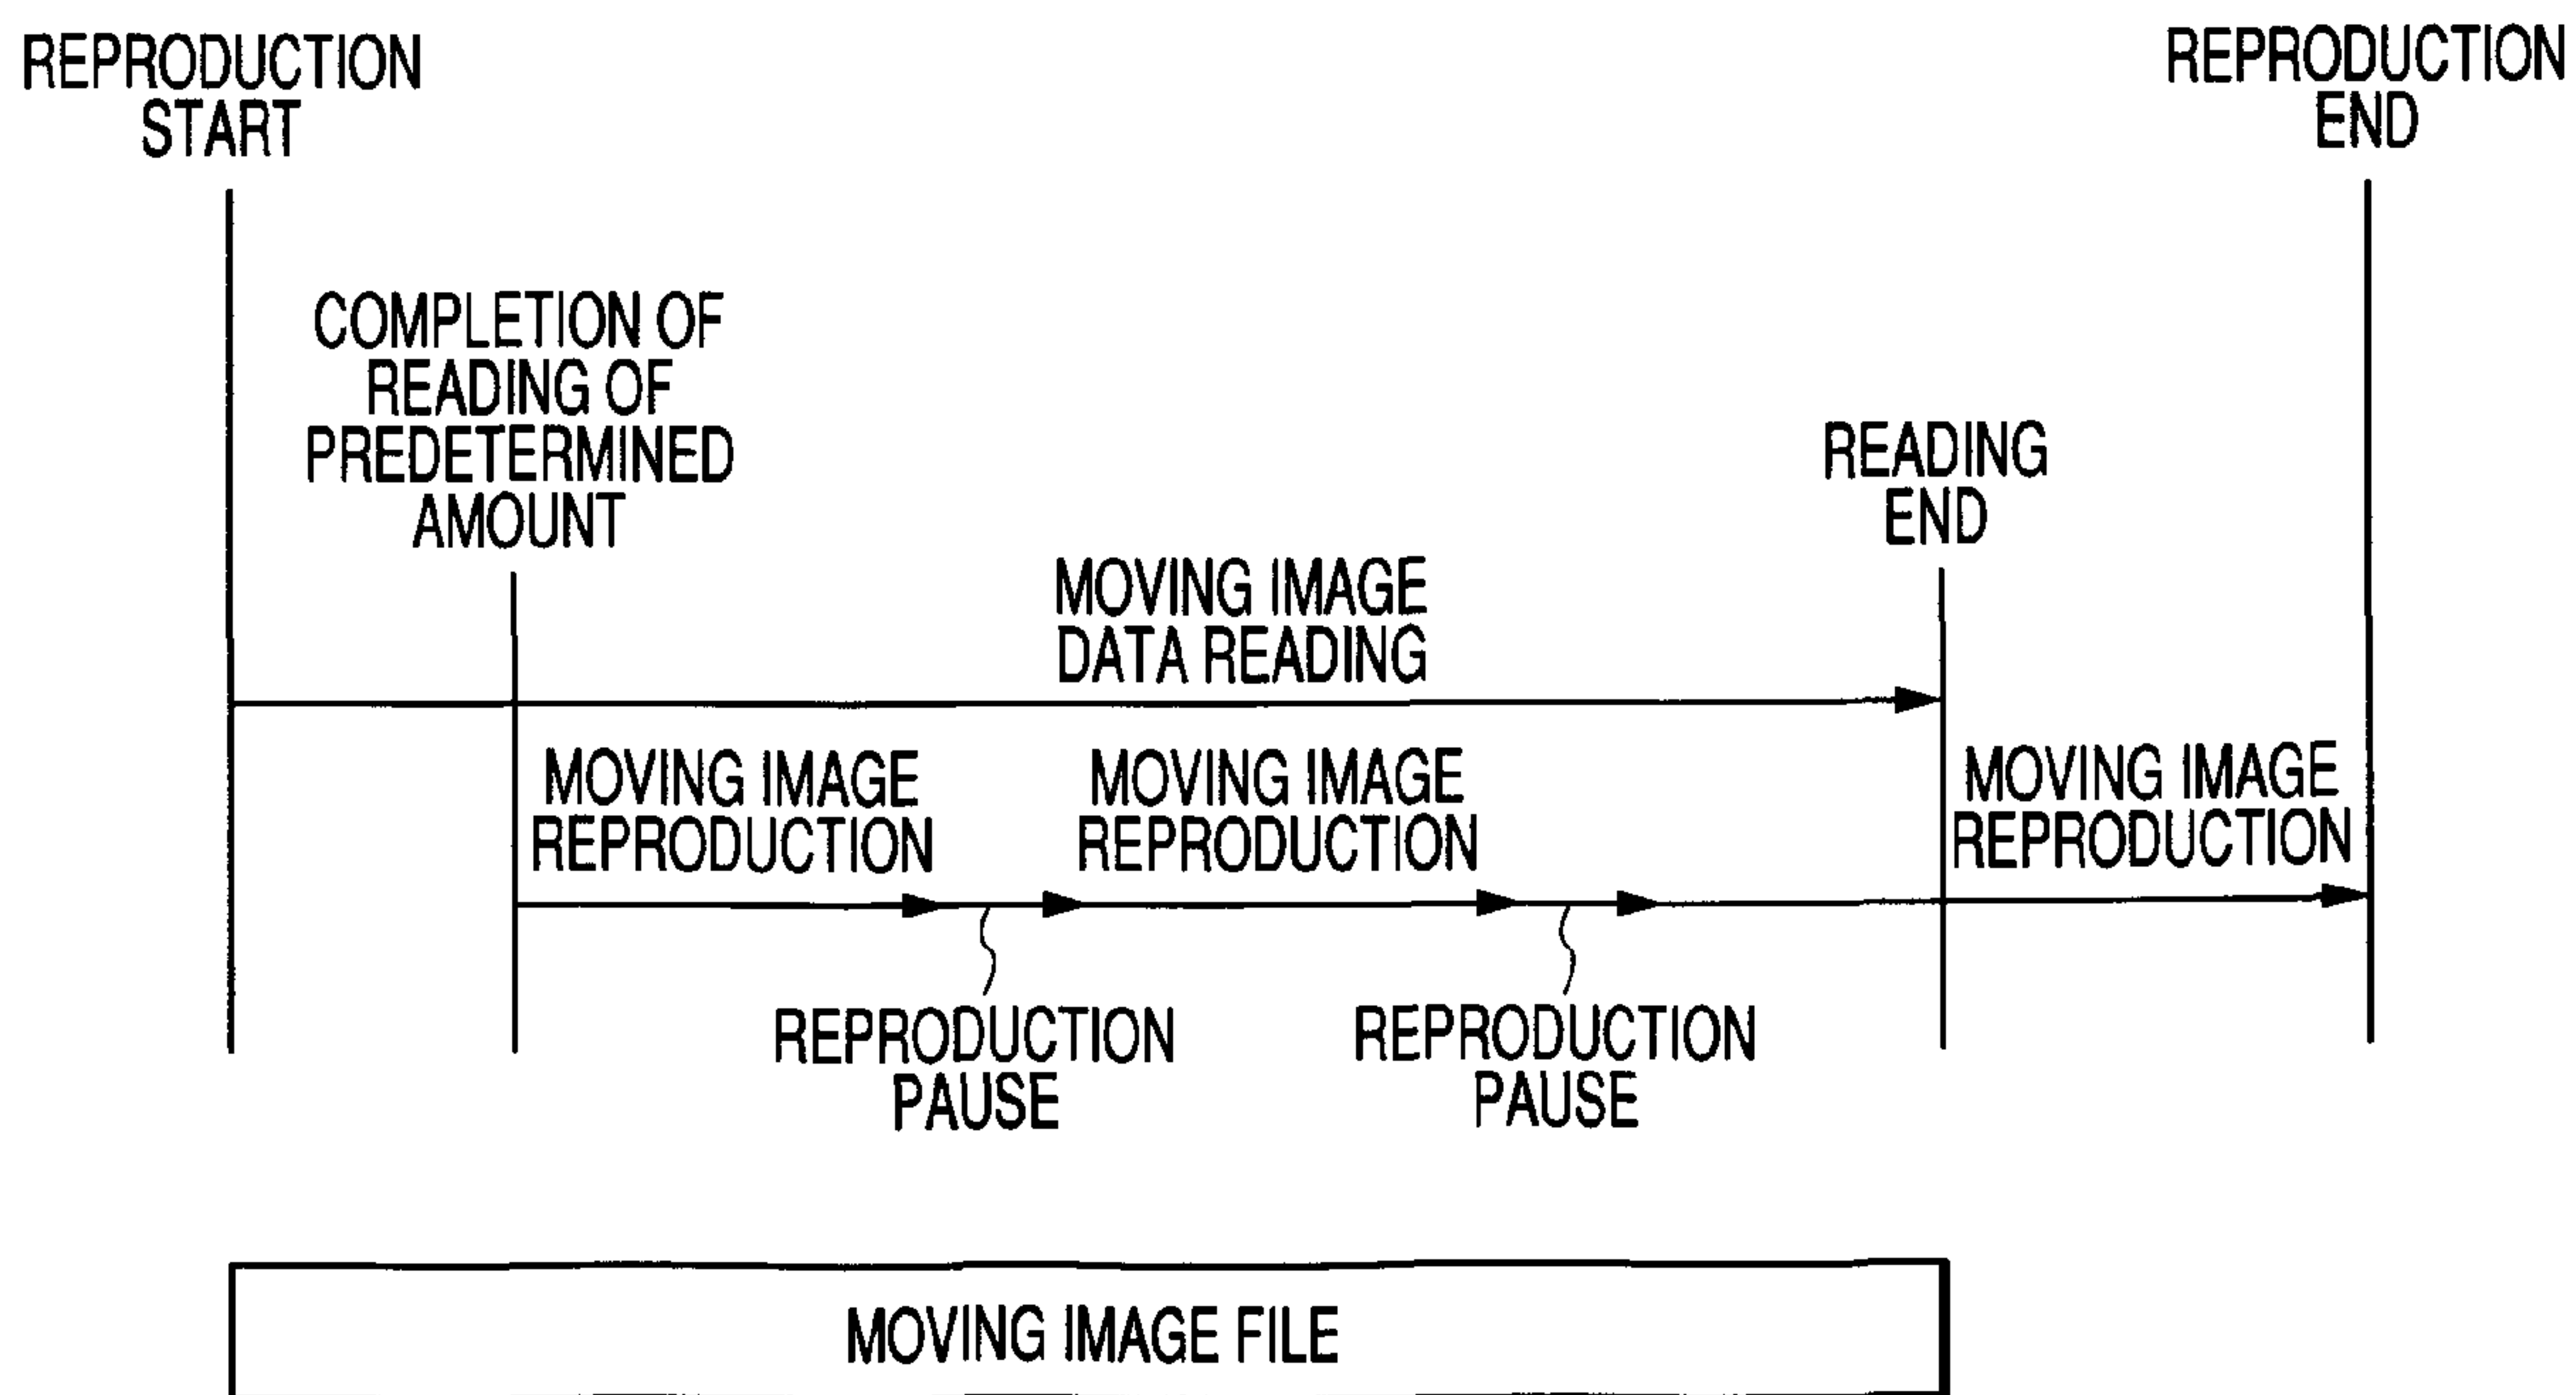 REPRODUCTION
START
REPRODUCTION
END
COMPLETION OF
READING OF
PREDETERMINED
AMOUNT
READING
END
MOVING IMAGE
DATA READING
MOVING IMAGE
REPRODUCTION
MOVING IMAGE
REPRODUCTION
MOVING IMAGE
REPRODUCTION
REPRODUCTION
PAUSE
REPRODUCTION
PAUSE
MOVING IMAGE FILE